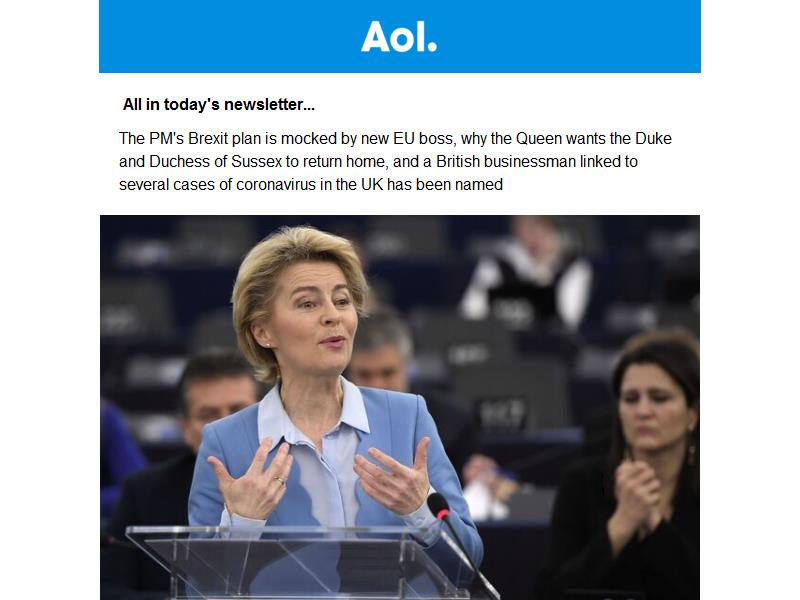 Aol.
All in today's newsletter...
The PM's Brexit plan is mocked by new EU boss, why the Queen wants the Duke
and Duchess of Sussex to return home, and a British businessman linked to
several cases of coronavirus in the UK has been named